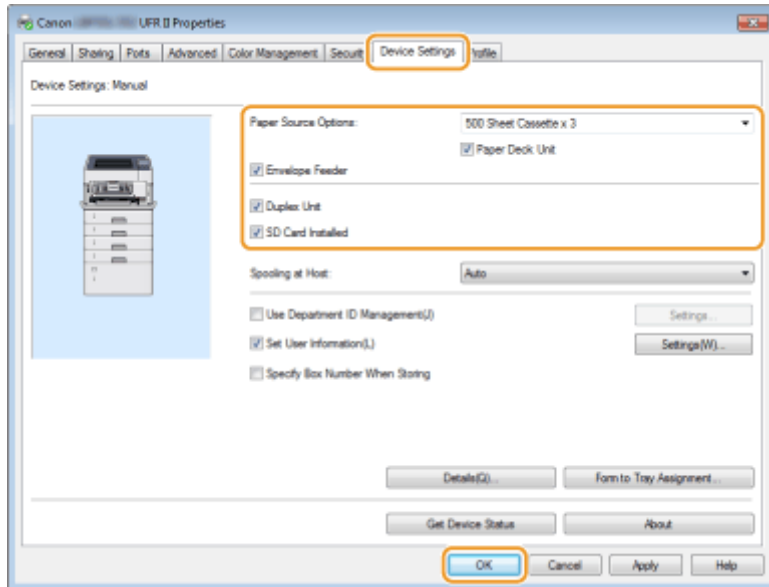 Canon UFR II Properties
General Sharing Ports Advanced Color Management Securit Device Settings rofile
Device Settings: Manual
Paper Source Options: 500 Sheet Cassette x 3
Paper Deck Unit
Envelope Feeder
Duplex Unit
SD Card Installed
Spooling at Host: Auto
Use Department ID Management(J) Settings...
Set User Information(L) Settings(W)...
Specify Box Number When Storing
Details(Q)... Form to Tray Assignment...
Get Device Status About
OK Cancel Apply Help